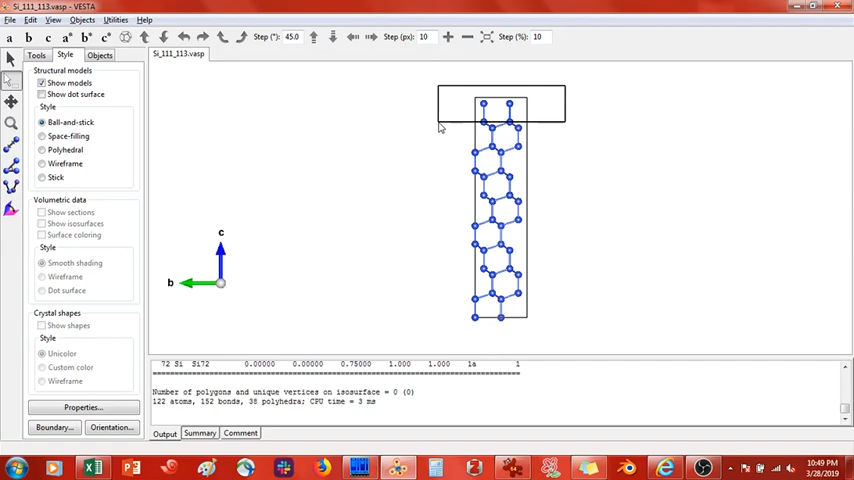 Si_111_113.vasp - VESTA
File Edit View Objects Utilities Help
a b c a* b* c* Step (°): 45.0 Step (px): 10 Step (%): 10
Tools Style Objects
Si_111_113.vasp
Structural models
Show models
Show dot surface
Style
Ball-and-stick
Space-filling
Polyhedral
Wireframe
Stick
Volumetric data
Show sections
Show isosurfaces
Surface coloring
Style
Smooth shading
Wireframe
Dot surface
Crystal shapes
Show shapes
Style
Unicolor
Custom color
Wireframe
Properties...
Boundary... Orientation...
c
b
72 Si Si72 0.00000 0.00000 0.75000 1.000 1.000 1a 1
Number of polygons and unique vertices on isosurface = 0 (0)
122 atoms, 152 bonds, 38 polyhedra; CPU time = 3 ms
Output Summary Comment
10:49 PM
3/28/2019